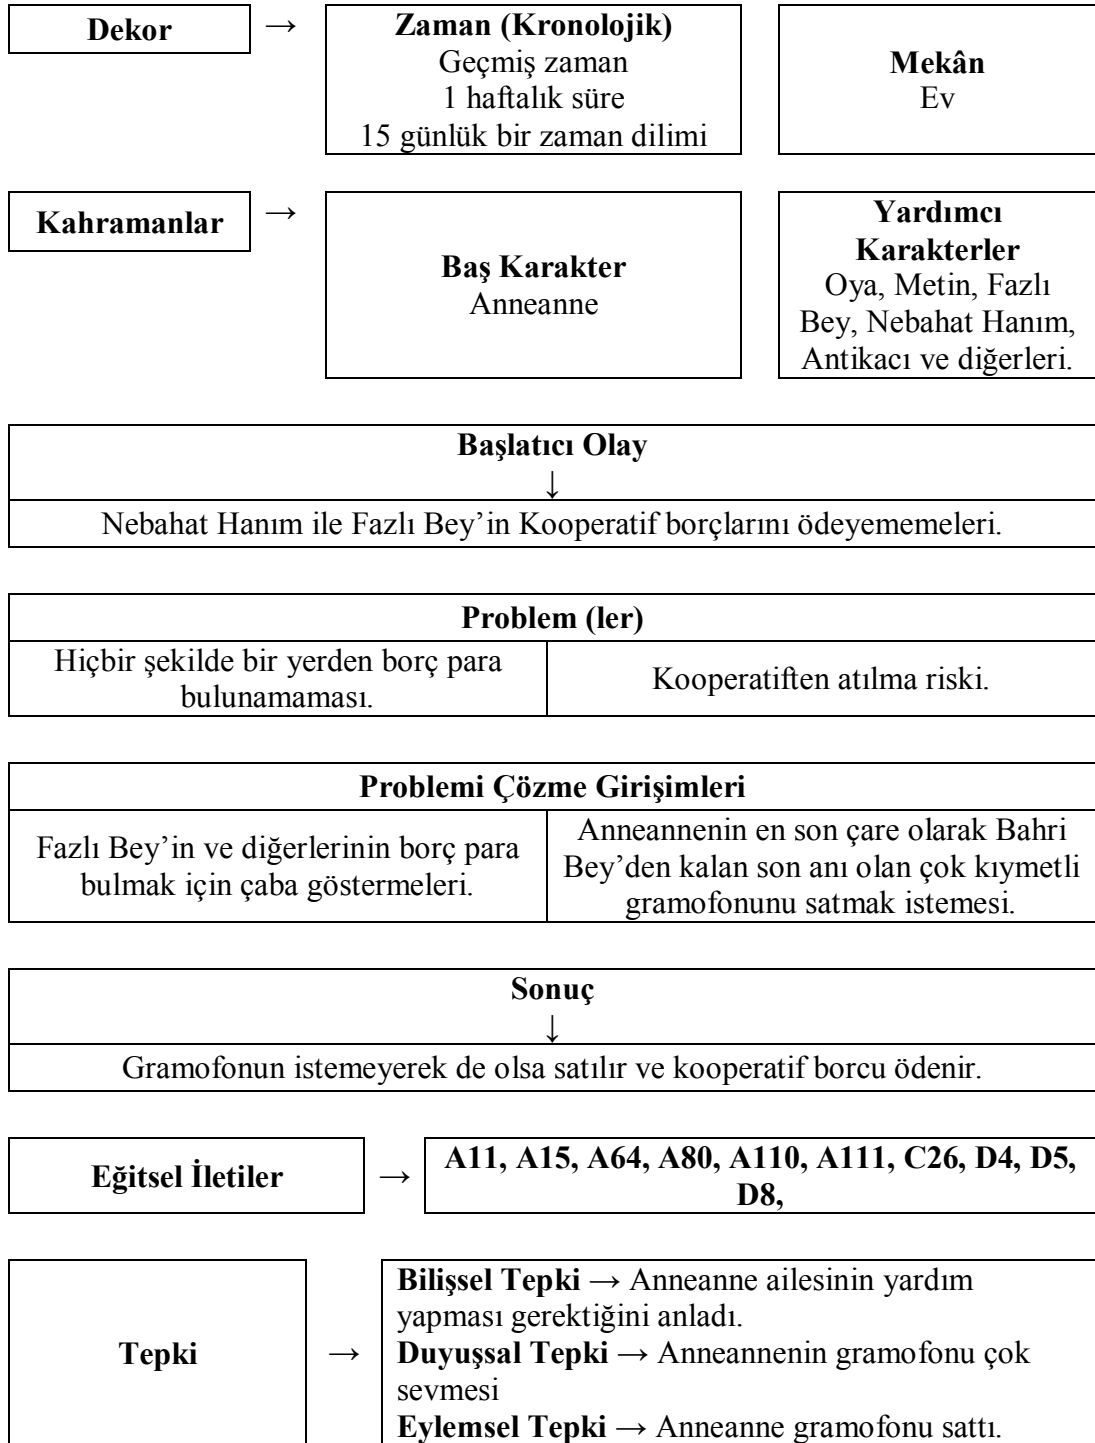 Dekor
→
Zaman (Kronolojik)
Geçmiş zaman
1 haftalık süre
15 günlük bir zaman dilimi
Mekân
Ev
Kahramanlar
→
Baş Karakter
Anneanne
Yardımcı
Karakterler
Oya, Metin, Fazlı
Bey, Nebahat Hanım,
Antikacı ve diğerleri.
Başlatıcı Olay
↓
Nebahat Hanım ile Fazlı Bey’in Kooperatif borçlarını ödeyememeleri.
Problem (ler)
Hiçbir şekilde bir yerden borç para
bulunamaması.
Kooperatiften atılma riski.
Problemi Çözme Girişimleri
Fazlı Bey’in ve diğerlerinin borç para
bulmak için çaba göstermeleri.
Anneannenin en son çare olarak Bahri
Bey’den kalan son anı olan çok kıymetli
gramofonunu satmak istemesi.
Sonuç
↓
Gramofonun istemeyerek de olsa satılır ve kooperatif borcu ödenir.
Eğitsel İletiler
→
A11, A15, A64, A80, A110, A111, C26, D4, D5,
D8,
Tepki
→
Bilişsel Tepki → Anneanne ailesinin yardım
yapması gerektiğini anladı.
Duyuşsal Tepki → Anneannenin gramofonu çok
sevmesi
Eylemsel Tepki → Anneanne gramofonu sattı.